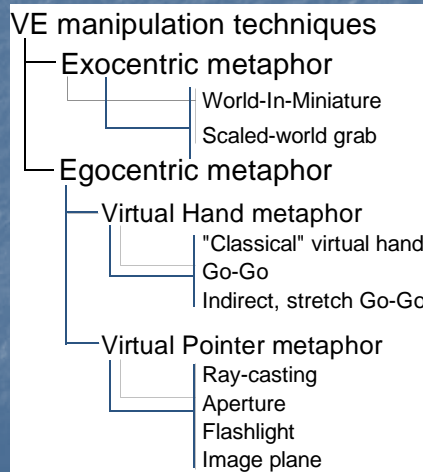 VE manipulation techniques
Exocentric metaphor
World-In-Miniature
Scaled-world grab
Egocentric metaphor
Virtual Hand metaphor
"Classical" virtual hand
Go-Go
Indirect, stretch Go-Go
Virtual Pointer metaphor
Ray-casting
Aperture
Flashlight
Image plane